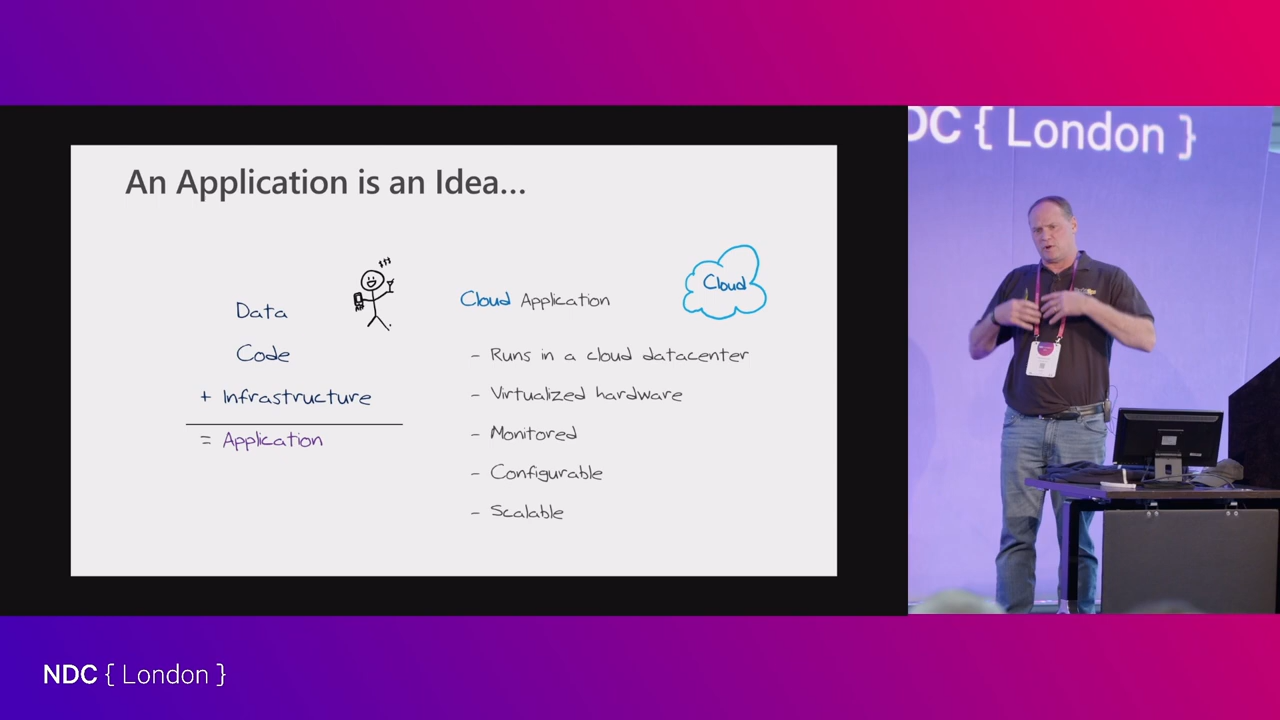 An Application is an Idea...
Data
Code
+ Infrastructure
= Application
$$$
Cloud Application
Cloud
- Runs in a cloud datacenter
- Virtualized hardware
- Monitored
- Configurable
- Scalable
DC { London }
NDC { London }